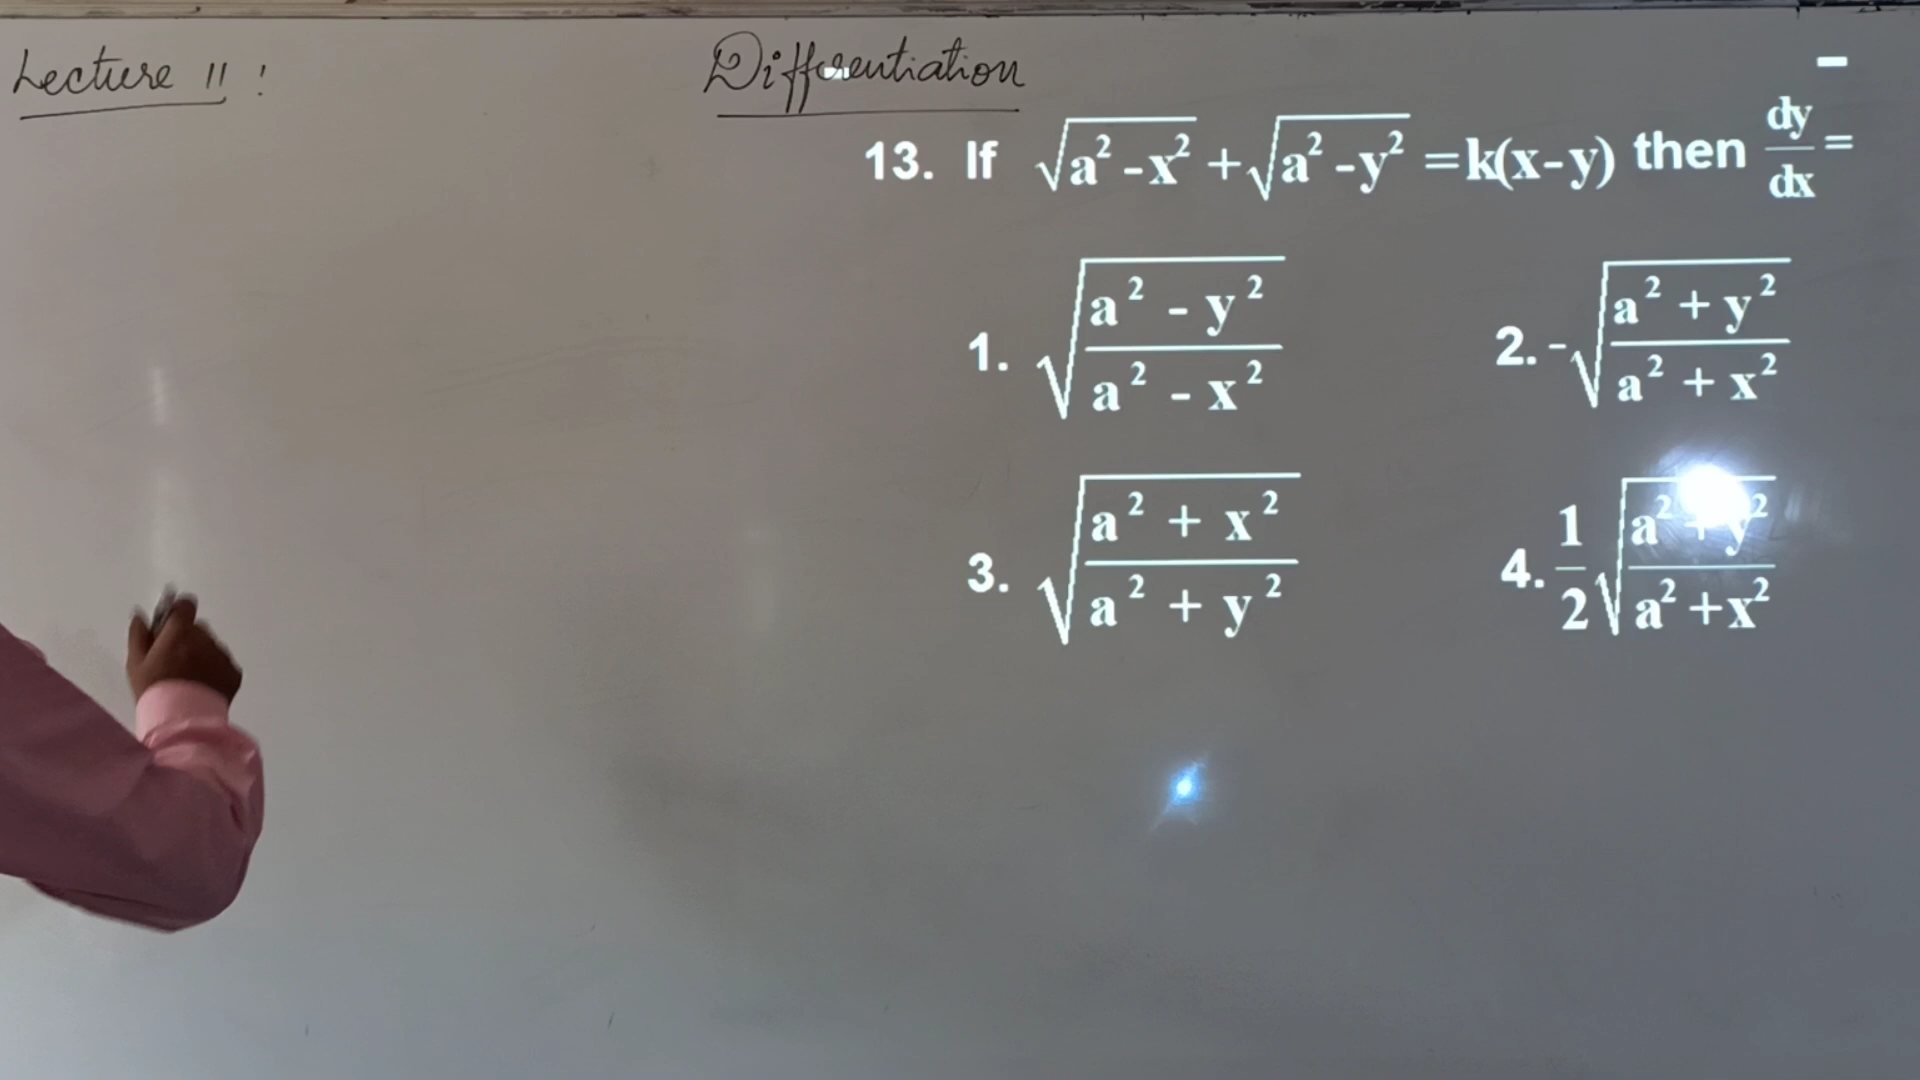 Lecture 11 :
Differentiation
13. If √(a² - x²) + √(a² - y²) = k(x - y) then dy/dx =
1. √((a² - y²)/(a² - x²))
2. -√((a² + y²)/(a² + x²))
3. √((a² + x²)/(a² + y²))
4. 1/2 √((a² + y²)/(a² + x²))